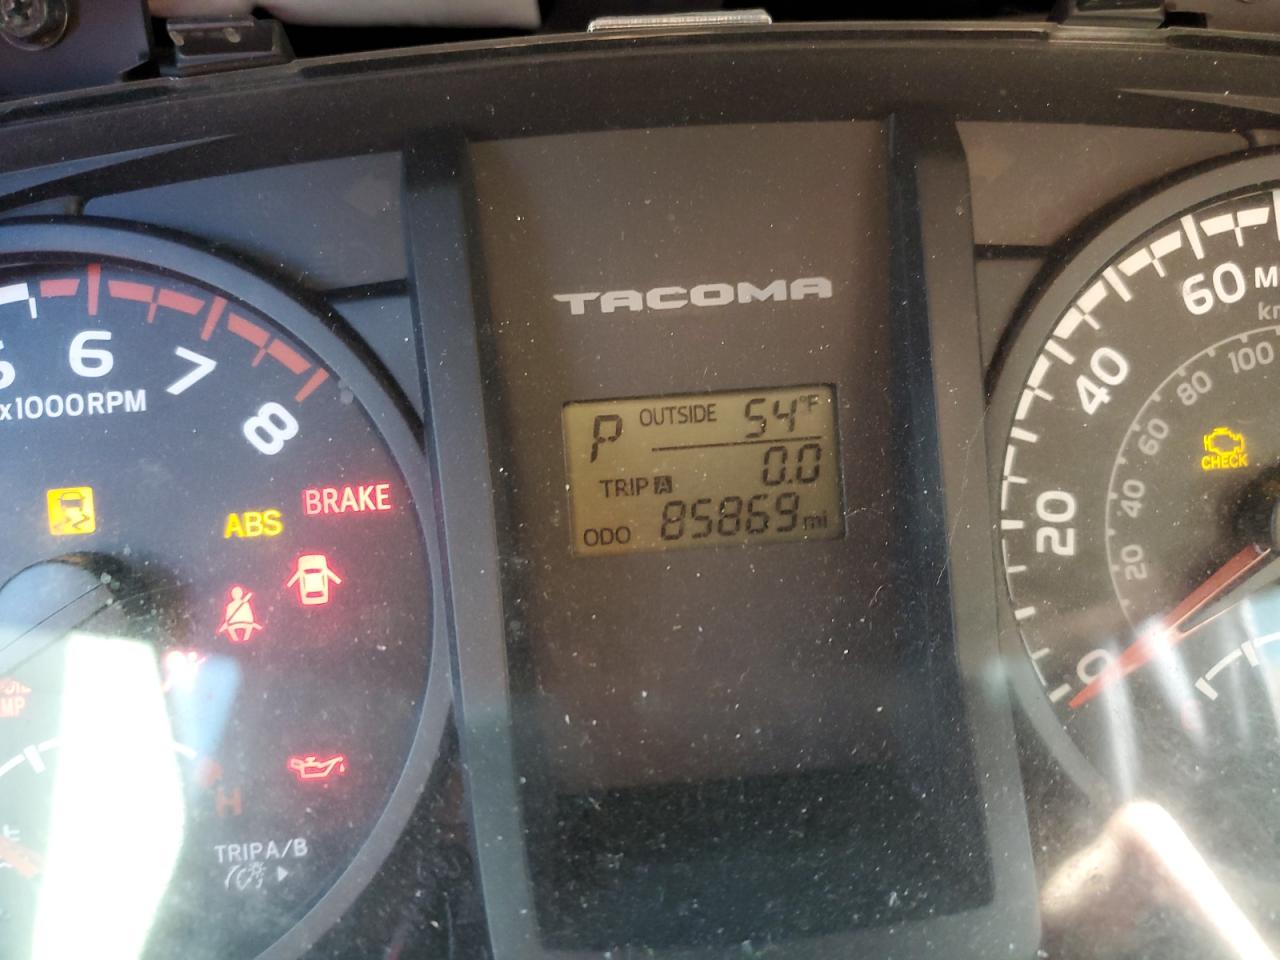 TACOMA
P OUTSIDE 54°F
0.0
TRIP A
ODO 85869 mi
6 7 8
x1000RPM
BRAKE
ABS
H
TRIP A/B
60
40
20
0
100
80
60
40
20
CHECK